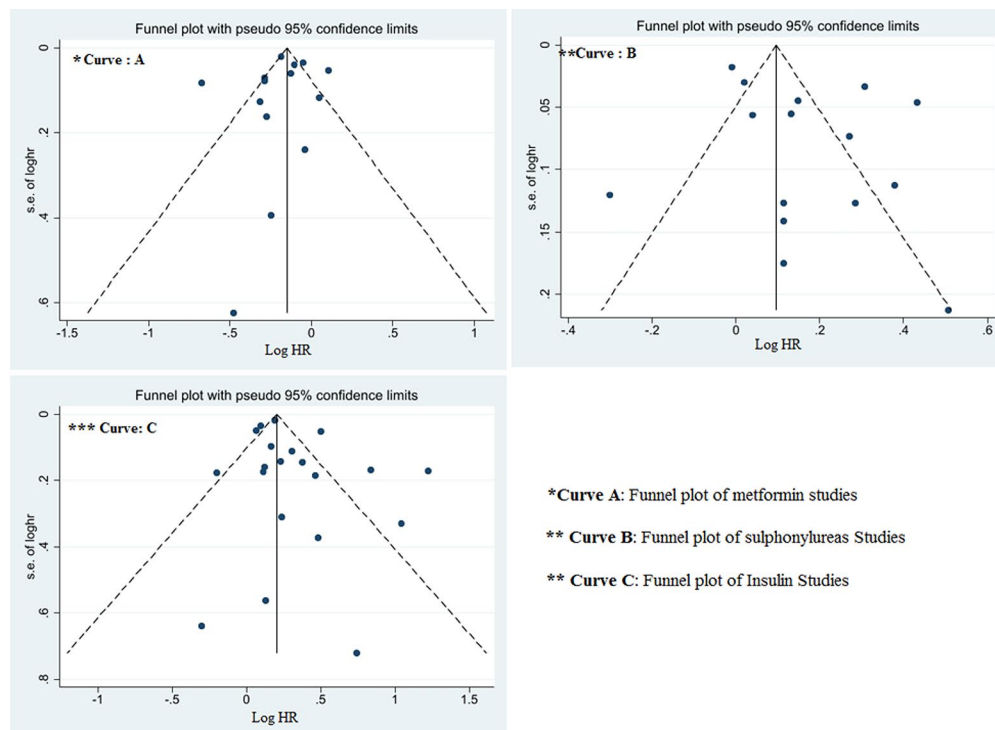 Funnel plot with pseudo 95% confidence limits
*Curve : A
0
.2
.4
.6
s.e. of loghr
-1.5 -1 -.5 0 .5 1
Log HR
Funnel plot with pseudo 95% confidence limits
**Curve : B
0
.05
.1
.15
.2
s.e. of loghr
-.4 -.2 0 .2 .4 .6
Log HR
Funnel plot with pseudo 95% confidence limits
*** Curve: C
0
.2
.4
.6
.8
s.e. of loghr
-1 -.5 0 .5 1 1.5
Log HR
*Curve A: Funnel plot of metformin studies
** Curve B: Funnel plot of sulphonylureas Studies
** Curve C: Funnel plot of Insulin Studies